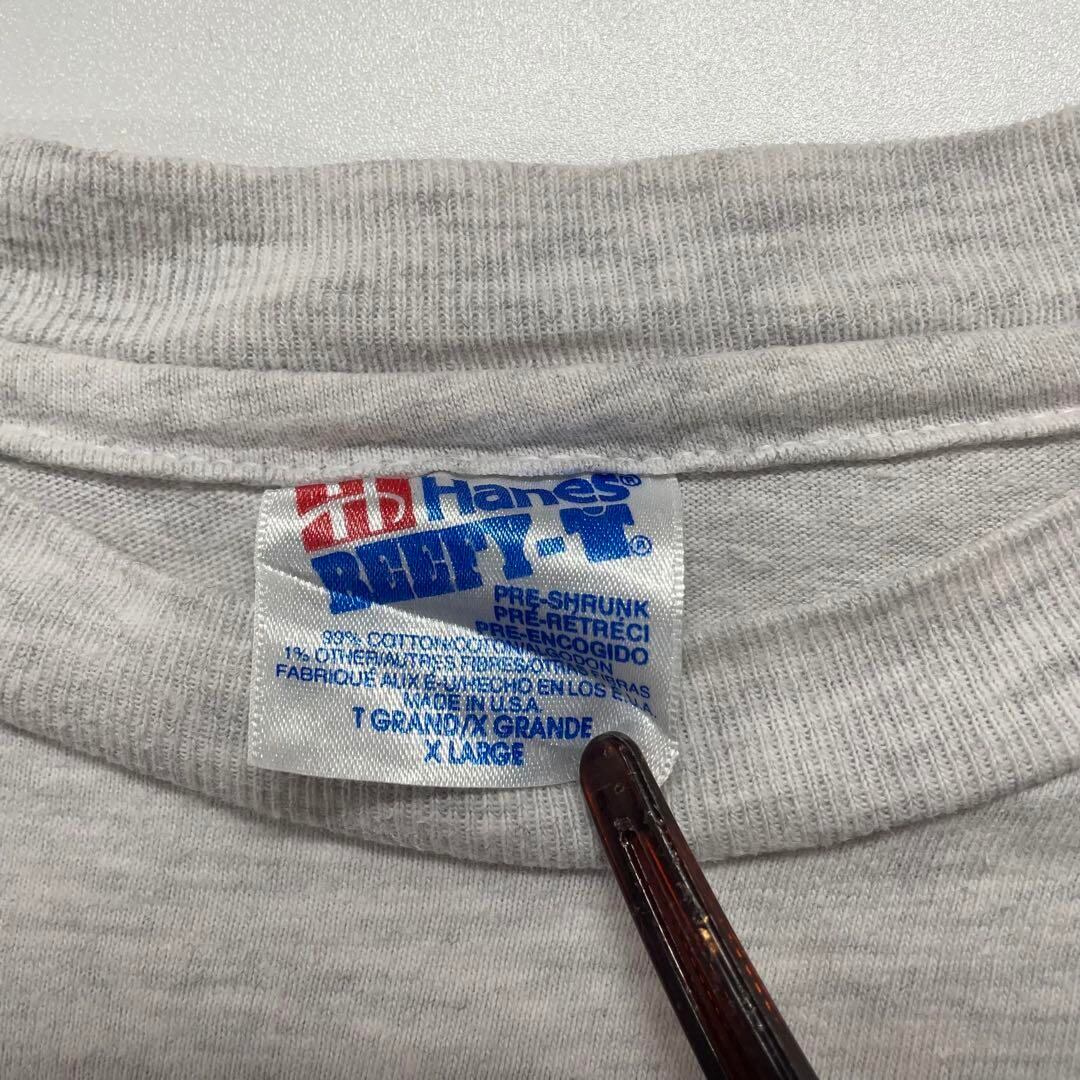 Hanes®
BEEFY-T®
PRE-SHRUNK
PRÉ-RÉTRÉCI
PRE-ENCOGIDO
99% COTTON/COTON/ALGODON
1% OTHER/AUTRES FIBRES/OTRAS FIBRAS
FABRIQUÉ AUX É-U/HECHO EN LOS E.U.A
MADE IN U.S.A.
T GRAND/X GRANDE
X LARGE